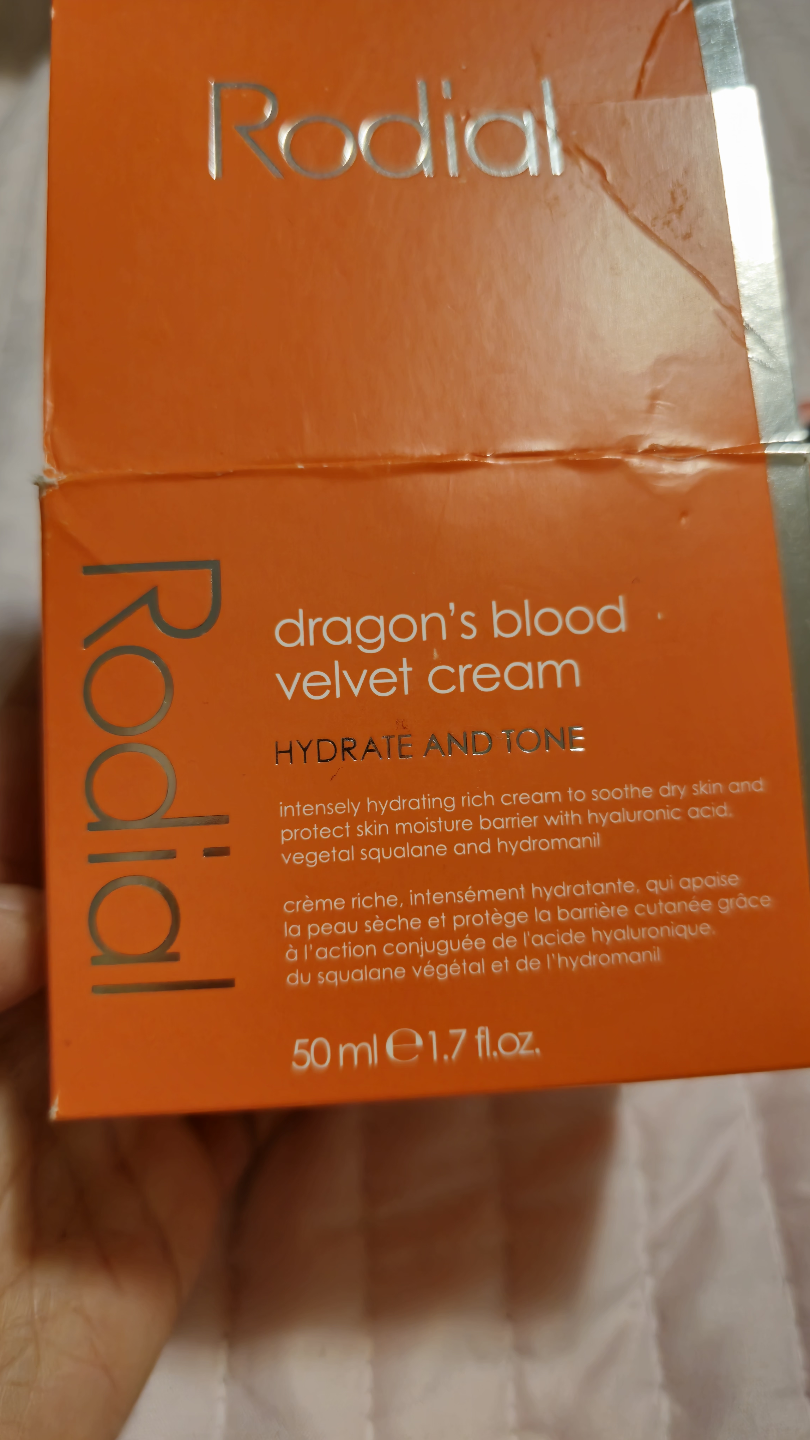 Rodial
Rodial
dragon's blood
velvet cream
HYDRATE AND TONE
intensely hydrating rich cream to soothe dry skin and
protect skin moisture barrier with hyaluronic acid,
vegetal squalane and hydromanil
crème riche, intensément hydratante, qui apaise
la peau sèche et protège la barrière cutanée grâce
à l'action conjuguée de l'acide hyaluronique,
du squalane végétal et de l'hydromanil
50 ml ℮ 1.7 fl.oz.